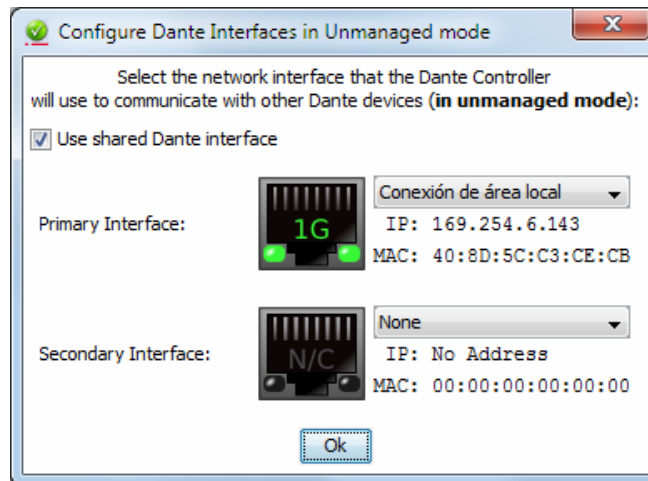 Configure Dante Interfaces in Unmanaged mode
Select the network interface that the Dante Controller
will use to communicate with other Dante devices (in unmanaged mode):
Use shared Dante interface
Primary Interface:
1G
Conexión de área local
IP: 169.254.6.143
MAC: 40:8D:5C:C3:CE:CB
Secondary Interface:
N/C
None
IP: No Address
MAC: 00:00:00:00:00:00
Ok